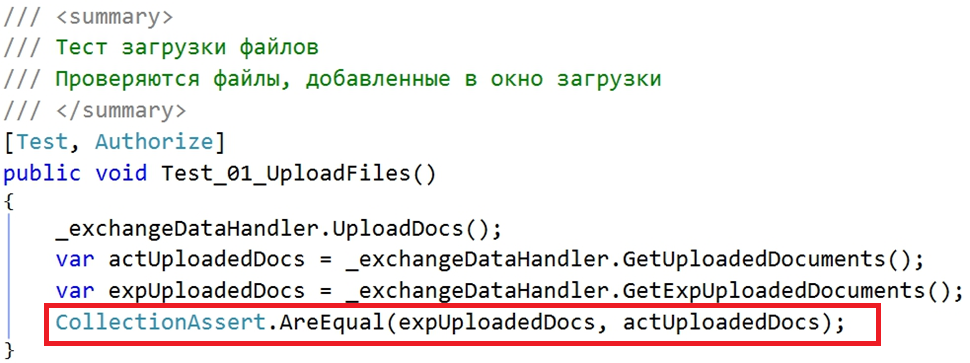 /// <summary>
/// Тест загрузки файлов
/// Проверяются файлы, добавленные в окно загрузки
/// </summary>
[Test, Authorize]
public void Test_01_UploadFiles()
{
    _exchangeDataHandler.UploadDocs();
    var actUploadedDocs = _exchangeDataHandler.GetUploadedDocuments();
    var expUploadedDocs = _exchangeDataHandler.GetExpUploadedDocuments();
    CollectionAssert.AreEqual(expUploadedDocs, actUploadedDocs);
}